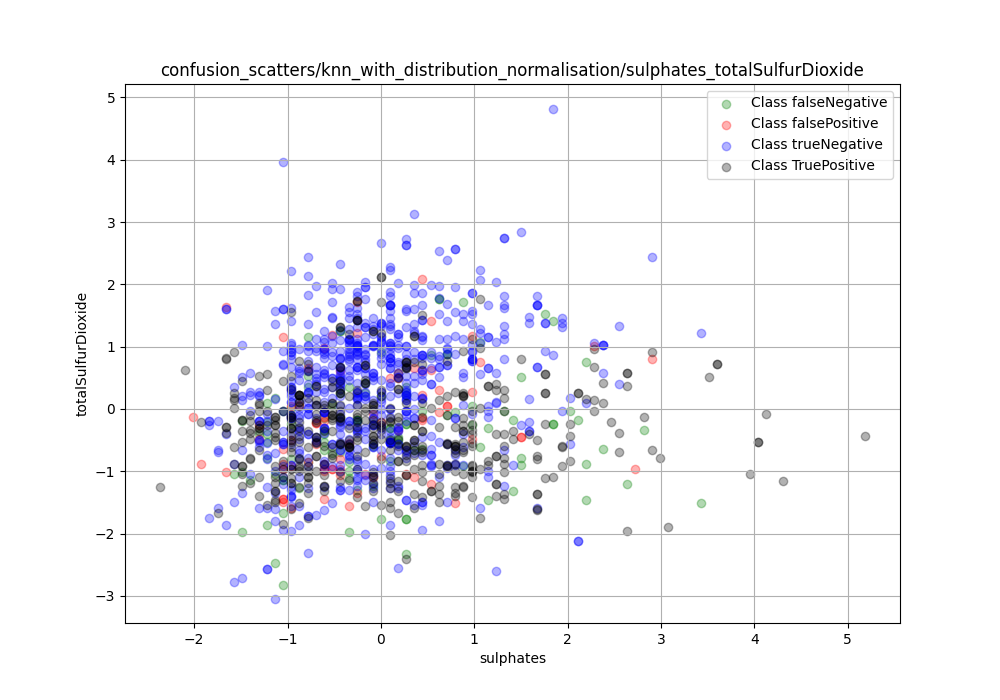 confusion_scatters/knn_with_distribution_normalisation/sulphates_totalSulfurDioxide
Class falseNegative
Class falsePositive
Class trueNegative
Class TruePositive
totalSulfurDioxide
5
4
3
2
1
0
−1
−2
−3
−2
−1
0
1
2
3
4
5
sulphates